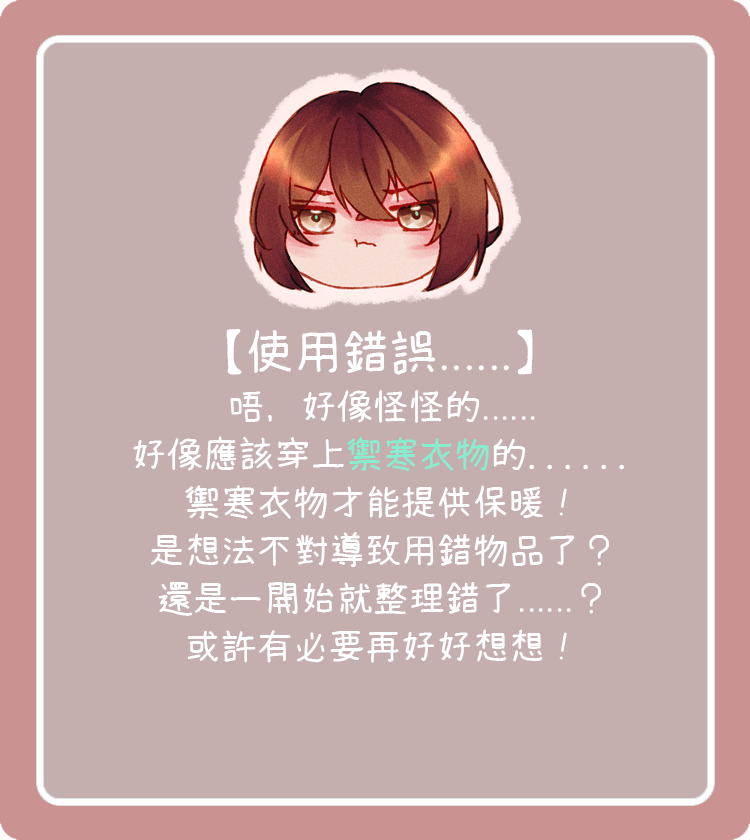 【使用錯誤......】
唔，好像怪怪的......
好像應該穿上禦寒衣物的......
禦寒衣物才能提供保暖！
是想法不對導致用錯物品了？
還是一開始就整理錯了......？
或許有必要再好好想想！